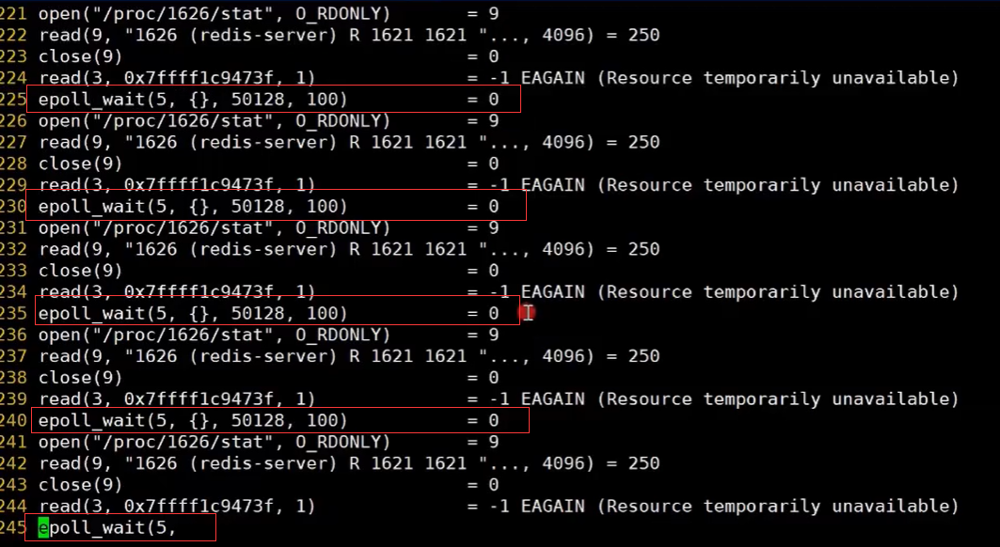 221 open("/proc/1626/stat", O_RDONLY) = 9
222 read(9, "1626 (redis-server) R 1621 1621 "..., 4096) = 250
223 close(9) = 0
224 read(3, 0x7ffff1c9473f, 1) = -1 EAGAIN (Resource temporarily unavailable)
225 epoll_wait(5, {}, 50128, 100) = 0
226 open("/proc/1626/stat", O_RDONLY) = 9
227 read(9, "1626 (redis-server) R 1621 1621 "..., 4096) = 250
228 close(9) = 0
229 read(3, 0x7ffff1c9473f, 1) = -1 EAGAIN (Resource temporarily unavailable)
230 epoll_wait(5, {}, 50128, 100) = 0
231 open("/proc/1626/stat", O_RDONLY) = 9
232 read(9, "1626 (redis-server) R 1621 1621 "..., 4096) = 250
233 close(9) = 0
234 read(3, 0x7ffff1c9473f, 1) = -1 EAGAIN (Resource temporarily unavailable)
235 epoll_wait(5, {}, 50128, 100) = 0
236 open("/proc/1626/stat", O_RDONLY) = 9
237 read(9, "1626 (redis-server) R 1621 1621 "..., 4096) = 250
238 close(9) = 0
239 read(3, 0x7ffff1c9473f, 1) = -1 EAGAIN (Resource temporarily unavailable)
240 epoll_wait(5, {}, 50128, 100) = 0
241 open("/proc/1626/stat", O_RDONLY) = 9
242 read(9, "1626 (redis-server) R 1621 1621 "..., 4096) = 250
243 close(9) = 0
244 read(3, 0x7ffff1c9473f, 1) = -1 EAGAIN (Resource temporarily unavailable)
245 epoll_wait(5,